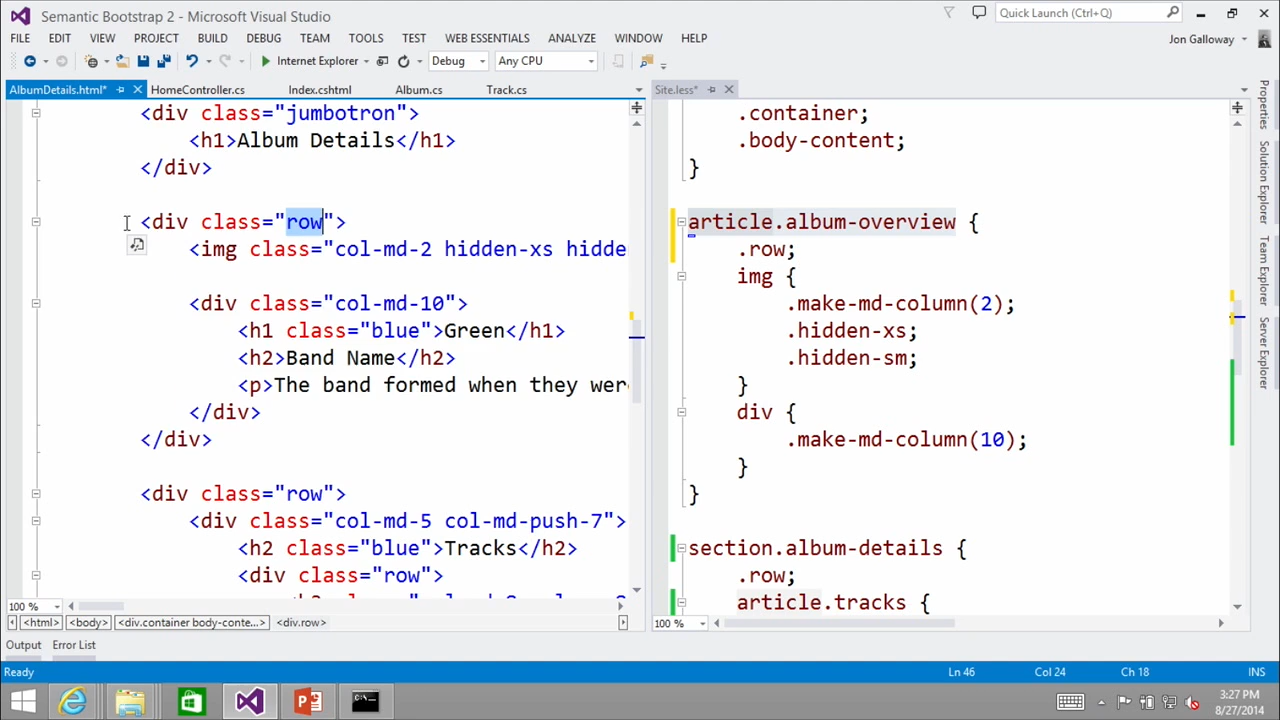 Semantic Bootstrap 2 - Microsoft Visual Studio
Quick Launch (Ctrl+Q)
FILE EDIT VIEW PROJECT BUILD DEBUG TEAM TOOLS TEST WEB ESSENTIALS ANALYZE WINDOW HELP
Jon Galloway
Internet Explorer Debug Any CPU
AlbumDetails.html* HomeController.cs Index.cshtml Album.cs Track.cs
<div class="jumbotron">
<h1>Album Details</h1>
</div>
<div class="row">
<img class="col-md-2 hidden-xs hidde
<div class="col-md-10">
<h1 class="blue">Green</h1>
<h2>Band Name</h2>
<p>The band formed when they were
</div>
</div>
<div class="row">
<div class="col-md-5 col-md-push-7">
<h2 class="blue">Tracks</h2>
<div class="row">
100 %
<html> <body> <div.container body-conte...> <div.row>
Site.less*
.container;
.body-content;
}
article.album-overview {
.row;
img {
.make-md-column(2);
.hidden-xs;
.hidden-sm;
}
div {
.make-md-column(10);
}
}
section.album-details {
.row;
article.tracks {
100 %
Properties
Solution Explorer
Team Explorer
Server Explorer
Output Error List
Ready Ln 46 Col 24 Ch 18 INS
3:27 PM
8/27/2014